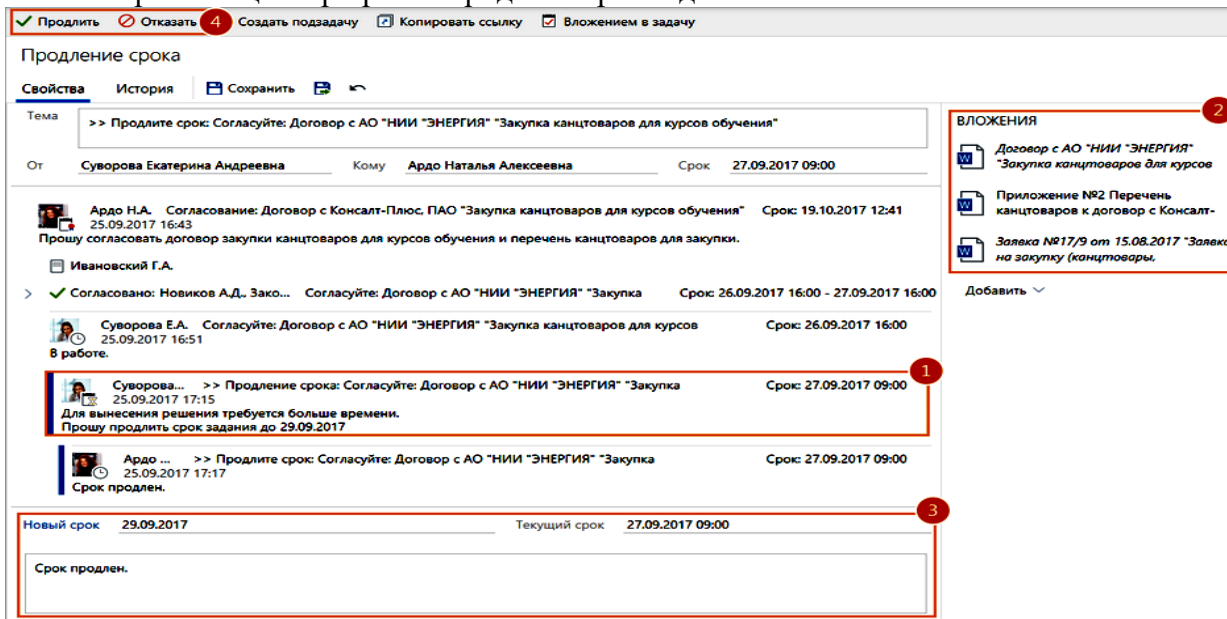 Продлить Отказать 4 Создать подзадачу Копировать ссылку Вложением в задачу
Продление срока
Свойства История Сохранить
Тема >> Продлите срок: Согласуйте: Договор с АО "НИИ "ЭНЕРГИЯ" "Закупка канцтоваров для курсов обучения"
От Суворова Екатерина Андреевна Кому Ардо Наталья Алексеевна Срок 27.09.2017 09:00
Ардо Н.А. Согласование: Договор с Консалт-Плюс, ПАО "Закупка канцтоваров для курсов обучения" Срок: 19.10.2017 12:41
25.09.2017 16:43
Прошу согласовать договор закупки канцтоваров для курсов обучения и перечень канцтоваров для закупки.
Ивановский Г.А.
Согласовано: Новиков А.Д., Зако... Согласуйте: Договор с АО "НИИ "ЭНЕРГИЯ" "Закупка Срок: 26.09.2017 16:00 - 27.09.2017 16:00
Суворова Е.А. Согласуйте: Договор с АО "НИИ "ЭНЕРГИЯ" "Закупка канцтоваров для курсов Срок: 26.09.2017 16:00
25.09.2017 16:51
В работе.
1
Суворова... >> Продление срока: Согласуйте: Договор с АО "НИИ "ЭНЕРГИЯ" "Закупка Срок: 27.09.2017 09:00
25.09.2017 17:15
Для вынесения решения требуется больше времени.
Прошу продлить срок задания до 29.09.2017
Ардо ... >> Продлите срок: Согласуйте: Договор с АО "НИИ "ЭНЕРГИЯ" "Закупка Срок: 27.09.2017 09:00
25.09.2017 17:17
Срок продлен.
3
Новый срок 29.09.2017 Текущий срок 27.09.2017 09:00
Срок продлен.
2
ВЛОЖЕНИЯ
Договор с АО "НИИ "ЭНЕРГИЯ"
"Закупка канцтоваров для курсов
Приложение №2 Перечень
канцтоваров к договор с Консалт-
Заявка №17/9 от 15.08.2017 "Заявка
на закупку (канцтовары,
Добавить